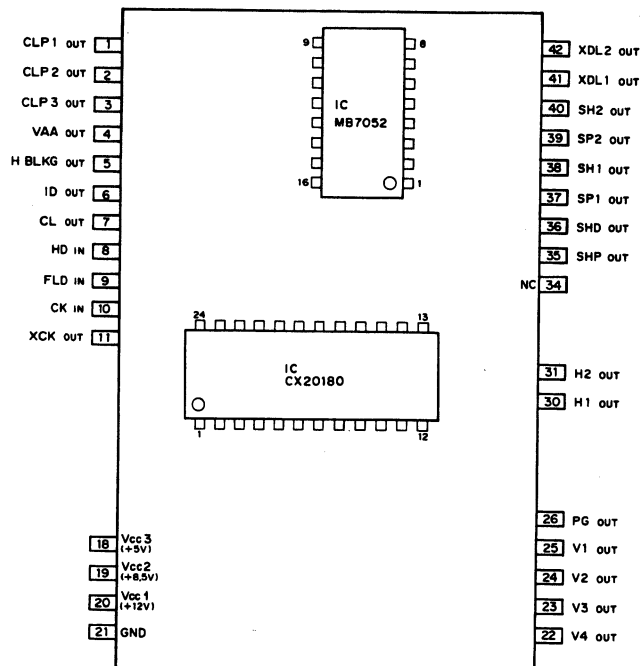 CLP1 OUT 1
CLP2 OUT 2
CLP3 OUT 3
VAA OUT 4
H BLKG OUT 5
ID OUT 6
CL OUT 7
HD IN 8
FLD IN 9
CK IN 10
XCK OUT 11
18 Vcc3
(+5V)
19 Vcc2
(+8,5V)
20 Vcc1
(+12V)
21 GND
9 8
IC
MB7052
16 1
24 13
IC
CX20180
1 12
42 XDL2 OUT
41 XDL1 OUT
40 SH2 OUT
39 SP2 OUT
38 SH1 OUT
37 SP1 OUT
36 SHD OUT
35 SHP OUT
NC 34
31 H2 OUT
30 H1 OUT
26 PG OUT
25 V1 OUT
24 V2 OUT
23 V3 OUT
22 V4 OUT